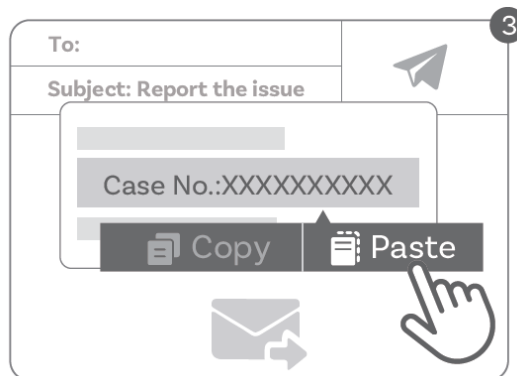 3
To:
Subject: Report the issue
Case No.:XXXXXXXXXX
Copy
Paste